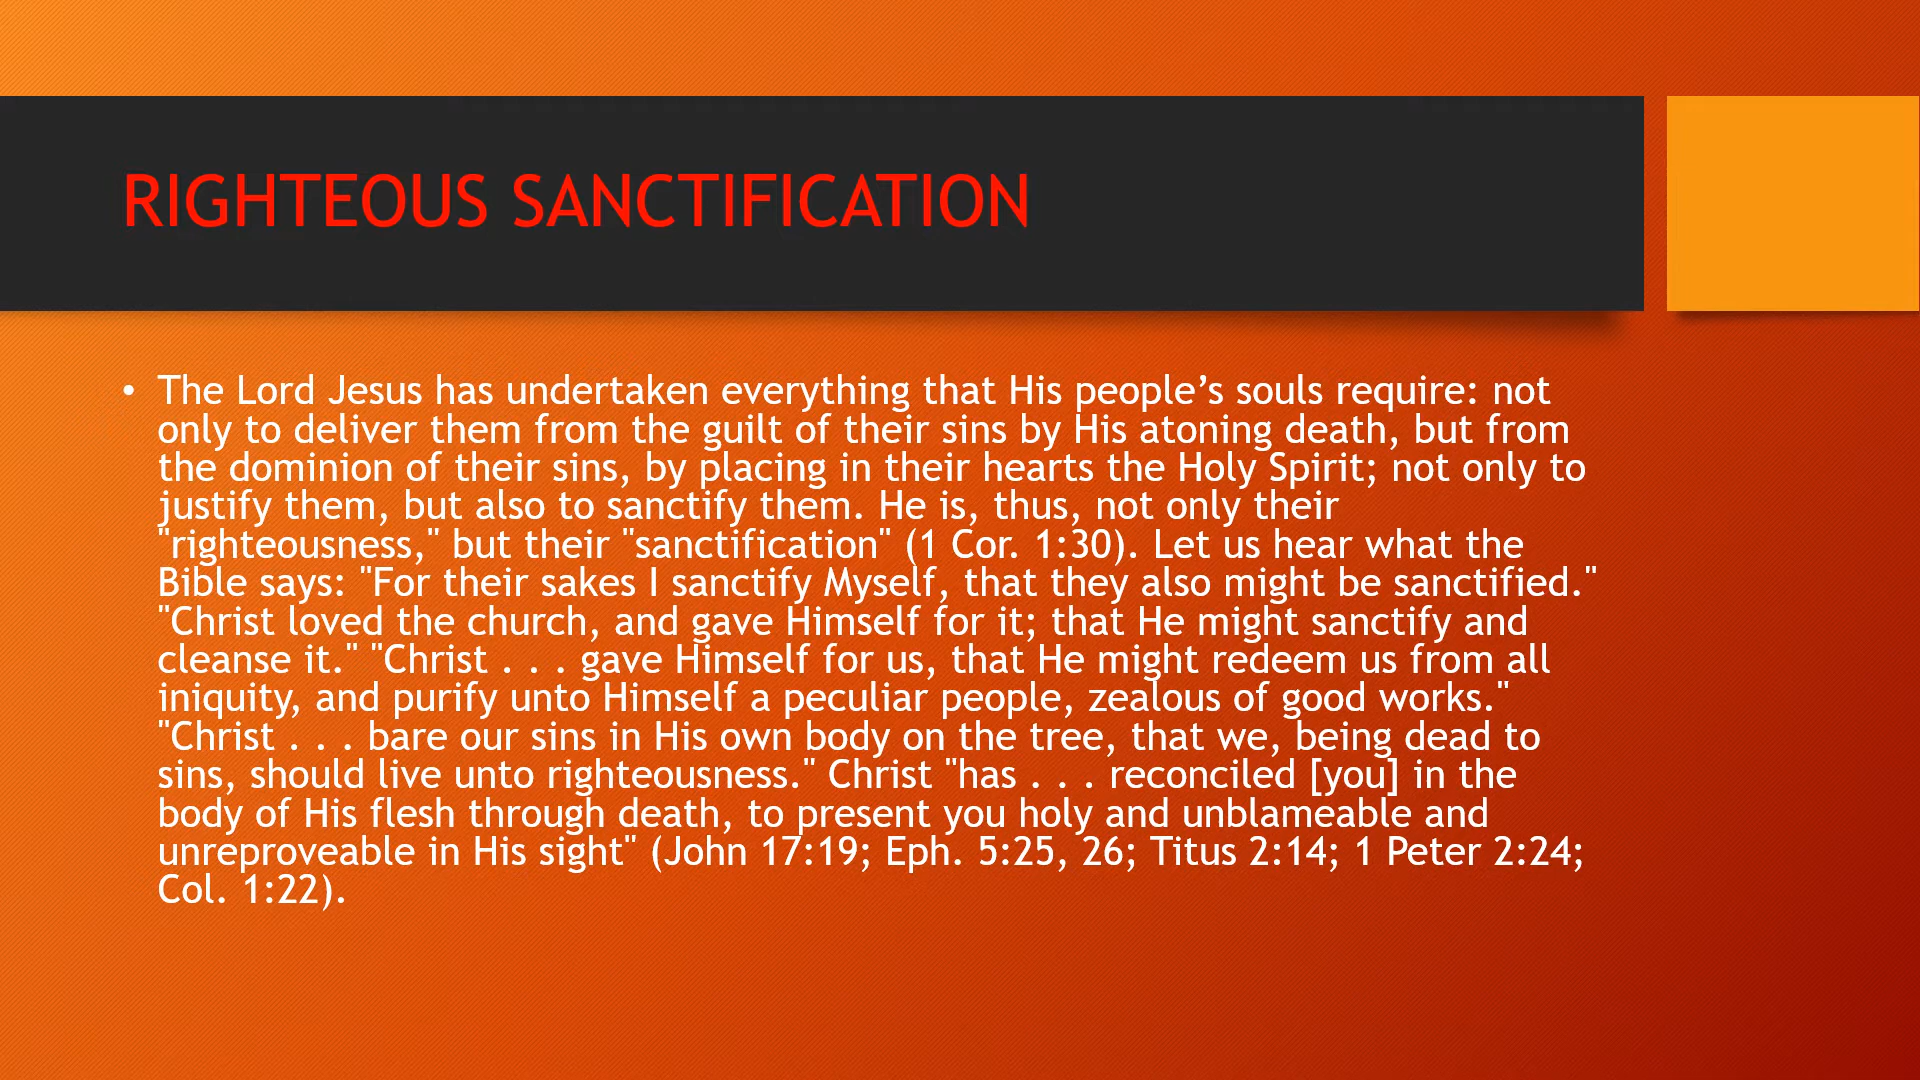 RIGHTEOUS SANCTIFICATION
• The Lord Jesus has undertaken everything that His people’s souls require: not
only to deliver them from the guilt of their sins by His atoning death, but from
the dominion of their sins, by placing in their hearts the Holy Spirit; not only to
justify them, but also to sanctify them. He is, thus, not only their
"righteousness," but their "sanctification" (1 Cor. 1:30). Let us hear what the
Bible says: "For their sakes I sanctify Myself, that they also might be sanctified."
"Christ loved the church, and gave Himself for it; that He might sanctify and
cleanse it." "Christ . . . gave Himself for us, that He might redeem us from all
iniquity, and purify unto Himself a peculiar people, zealous of good works."
"Christ . . . bare our sins in His own body on the tree, that we, being dead to
sins, should live unto righteousness." Christ "has . . . reconciled [you] in the
body of His flesh through death, to present you holy and unblameable and
unreproveable in His sight" (John 17:19; Eph. 5:25, 26; Titus 2:14; 1 Peter 2:24;
Col. 1:22).